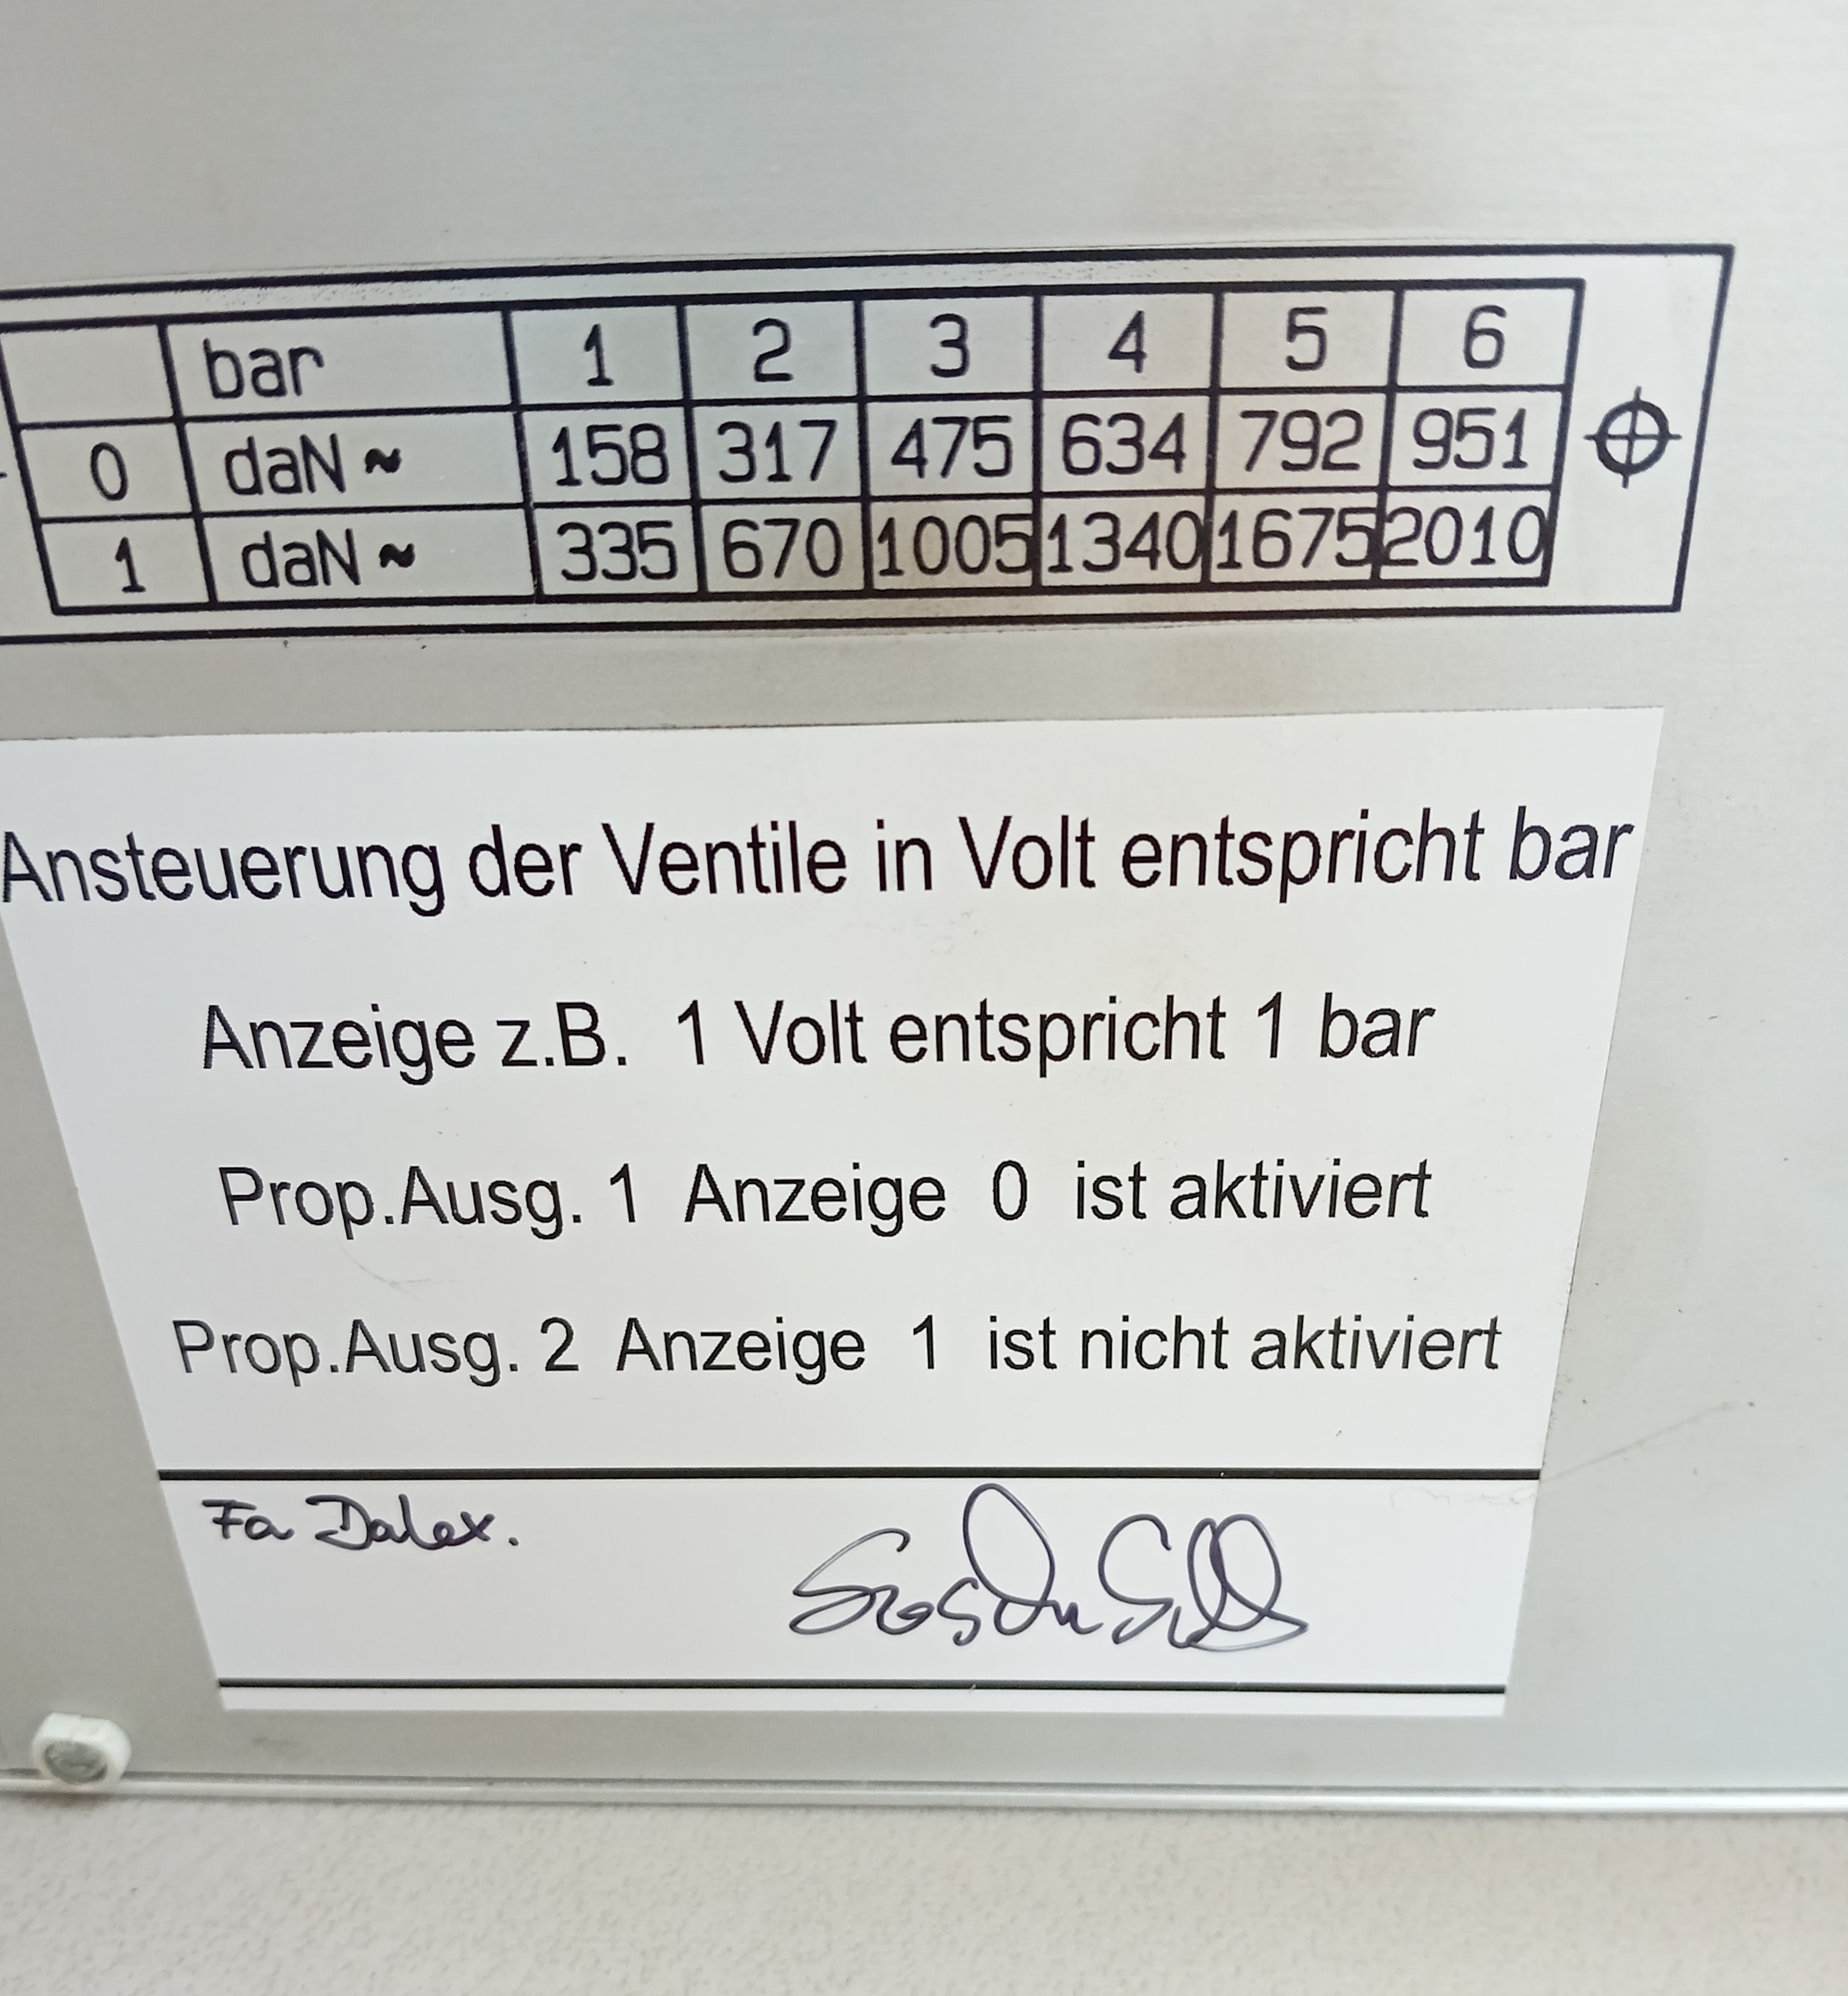 bar 1 2 3 4 5 6
0 daN ~ 158 317 475 634 792 951
1 daN ~ 335 670 1005 1340 1675 2010
Ansteuerung der Ventile in Volt entspricht bar
Anzeige z.B. 1 Volt entspricht 1 bar
Prop.Ausg. 1 Anzeige 0 ist aktiviert
Prop.Ausg. 2 Anzeige 1 ist nicht aktiviert
Fa Dalex.